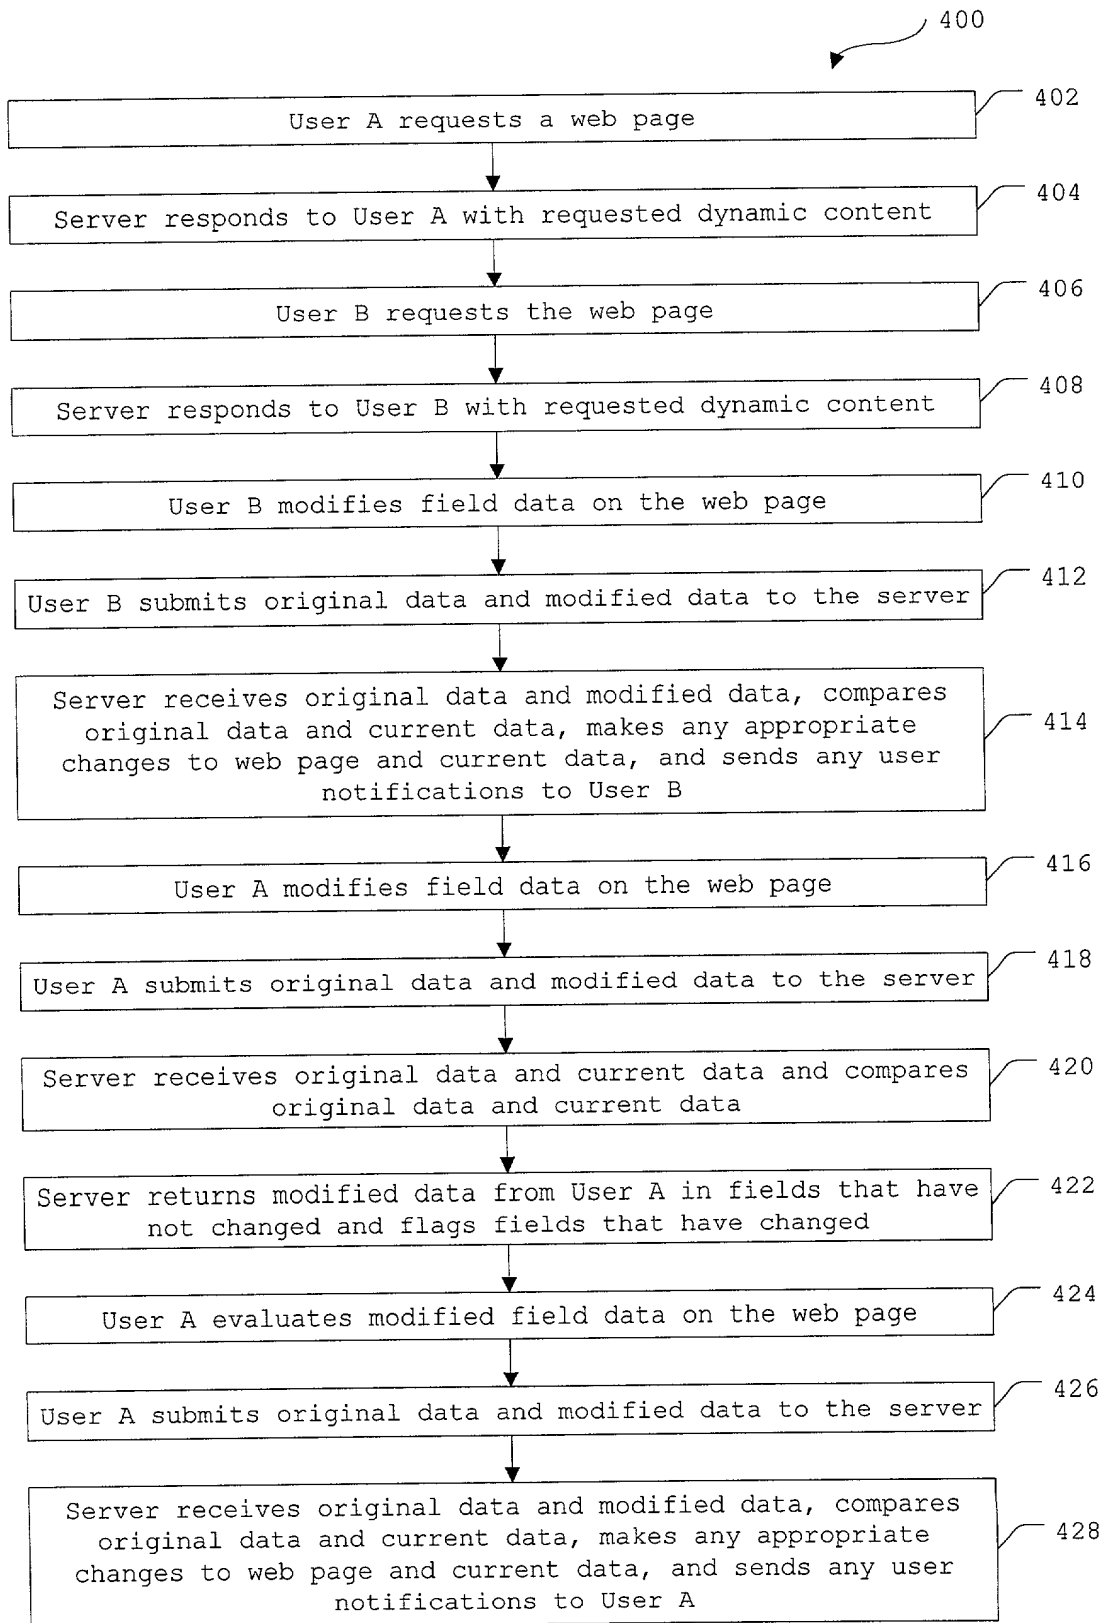 400
User A requests a web page
402
Server responds to User A with requested dynamic content
404
User B requests the web page
406
Server responds to User B with requested dynamic content
408
User B modifies field data on the web page
410
User B submits original data and modified data to the server
412
Server receives original data and modified data, compares
original data and current data, makes any appropriate
changes to web page and current data, and sends any user
notifications to User B
414
User A modifies field data on the web page
416
User A submits original data and modified data to the server
418
Server receives original data and current data and compares
original data and current data
420
Server returns modified data from User A in fields that have
not changed and flags fields that have changed
422
User A evaluates modified field data on the web page
424
User A submits original data and modified data to the server
426
Server receives original data and modified data, compares
original data and current data, makes any appropriate
changes to web page and current data, and sends any user
notifications to User A
428